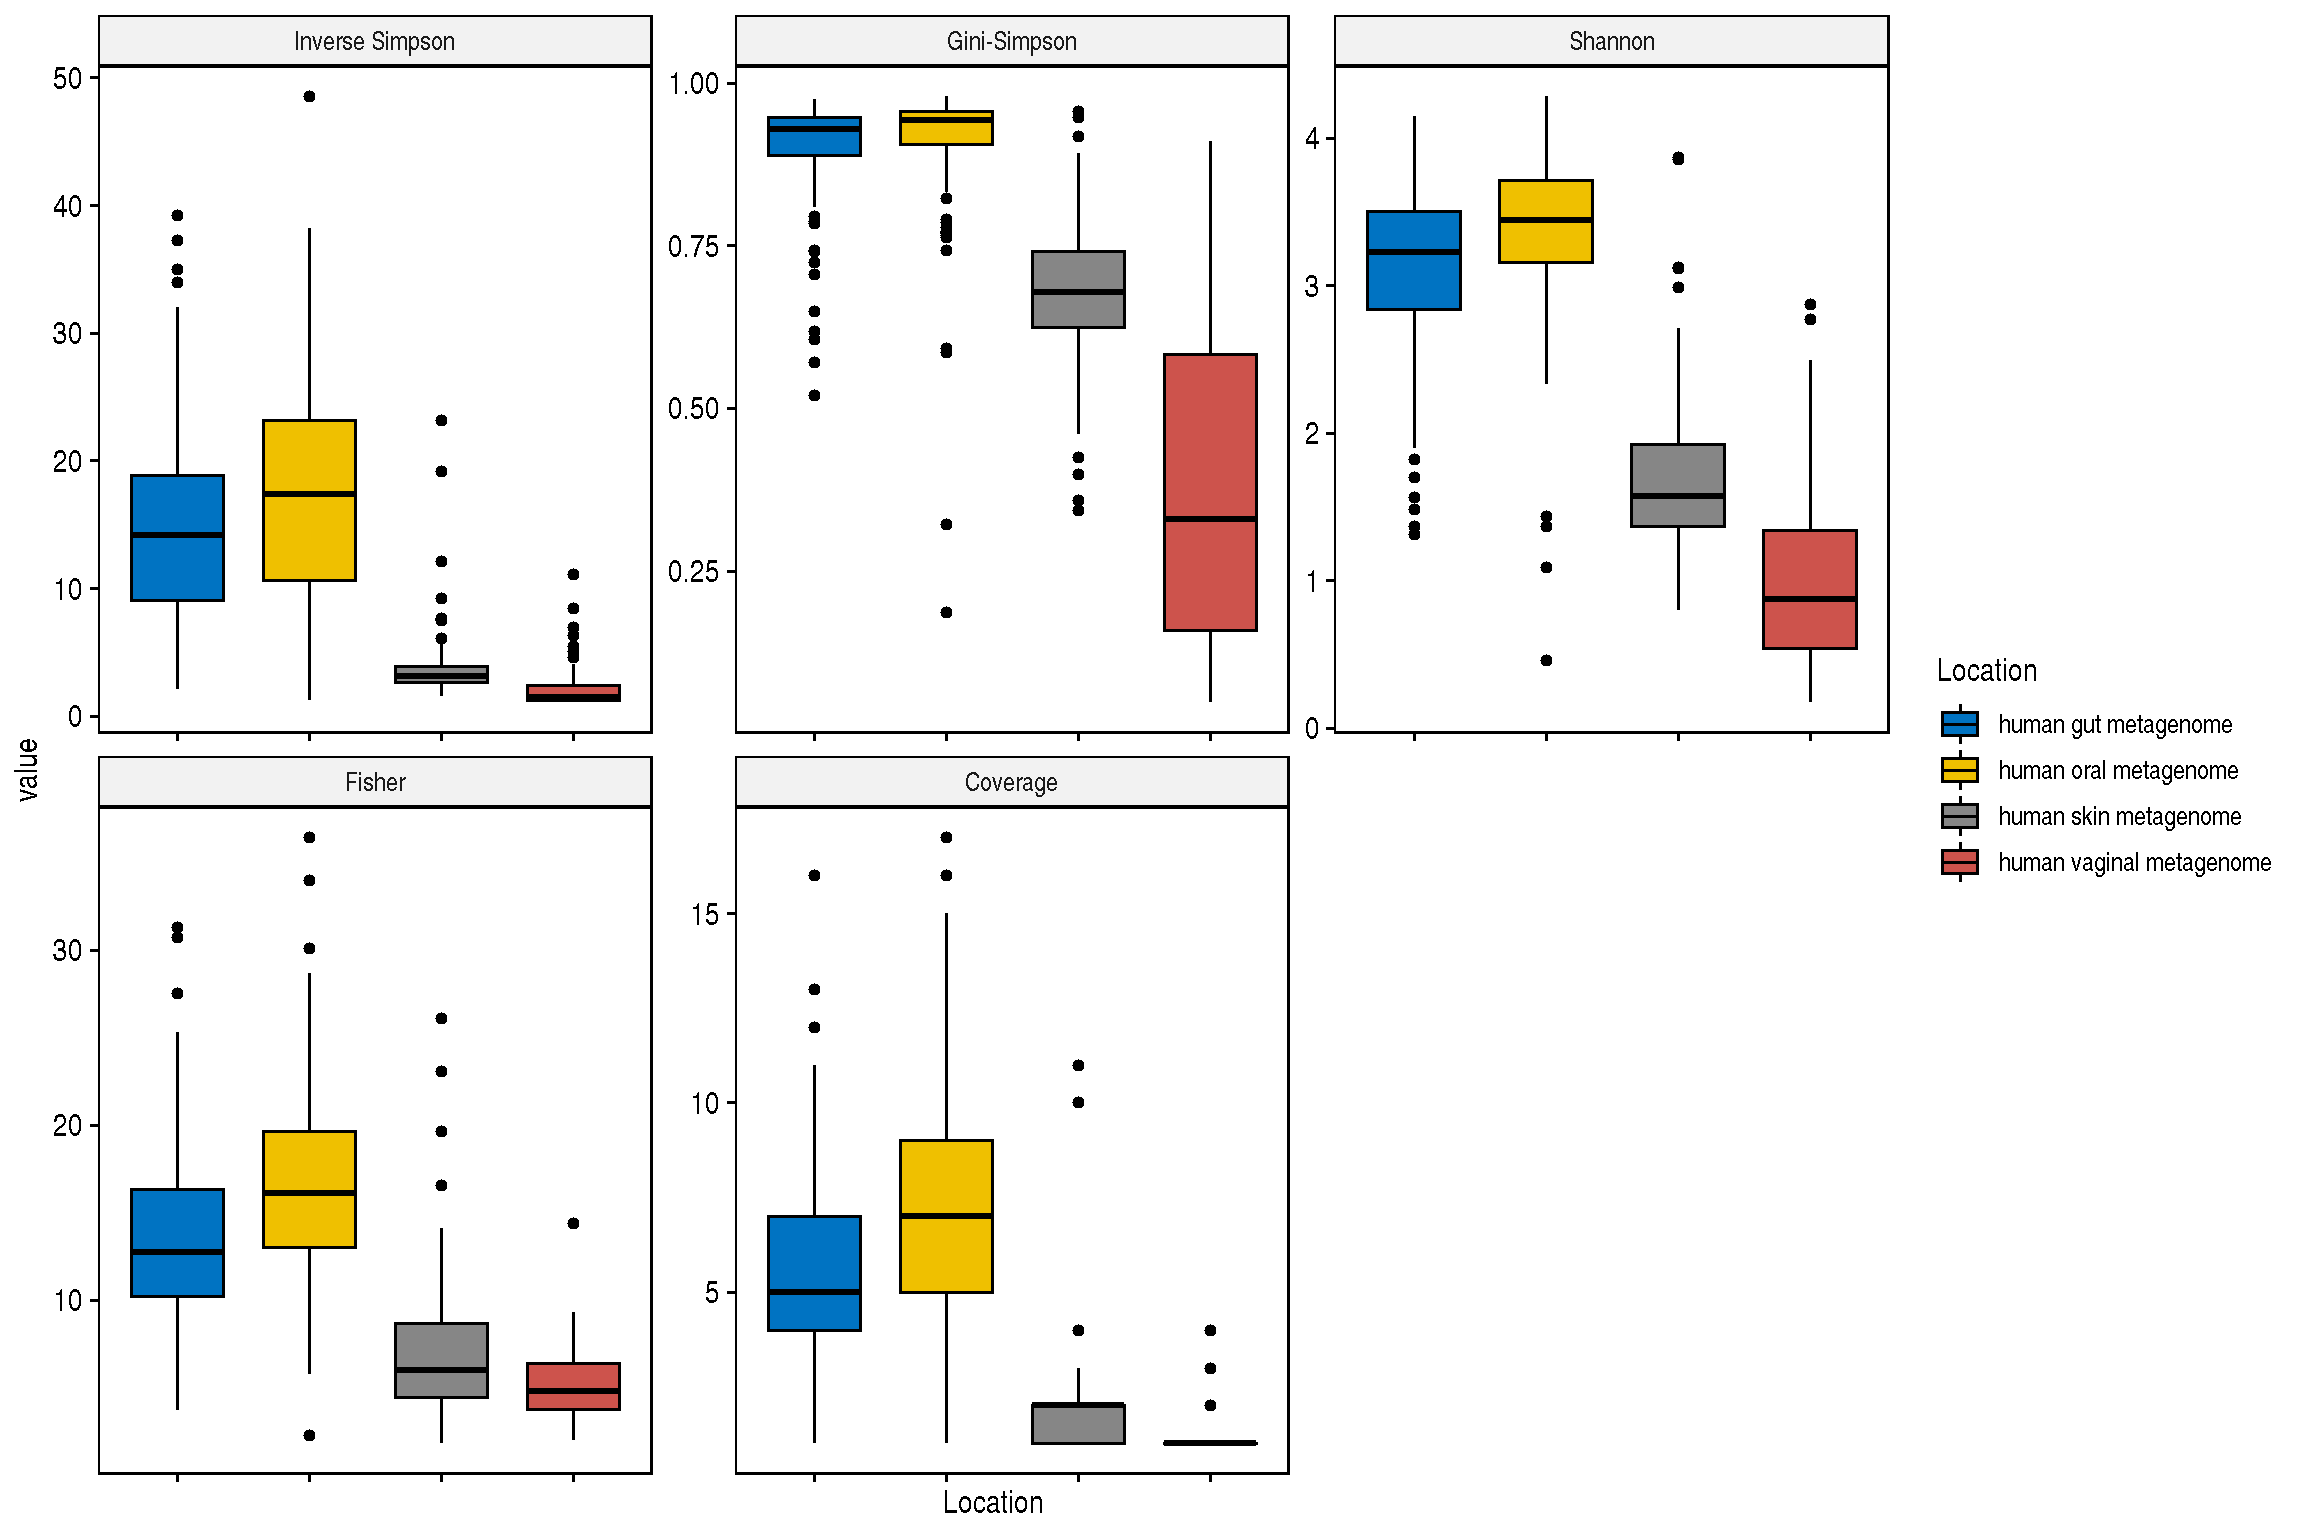 Inverse Simpson
Gini-Simpson
Shannon
50
40
30
20
10
0
1.00
0.75
0.50
0.25
4
3
2
1
0
value
Fisher
Coverage
30
20
10
15
10
5
Location
Location
human gut metagenome
human oral metagenome
human skin metagenome
human vaginal metagenome